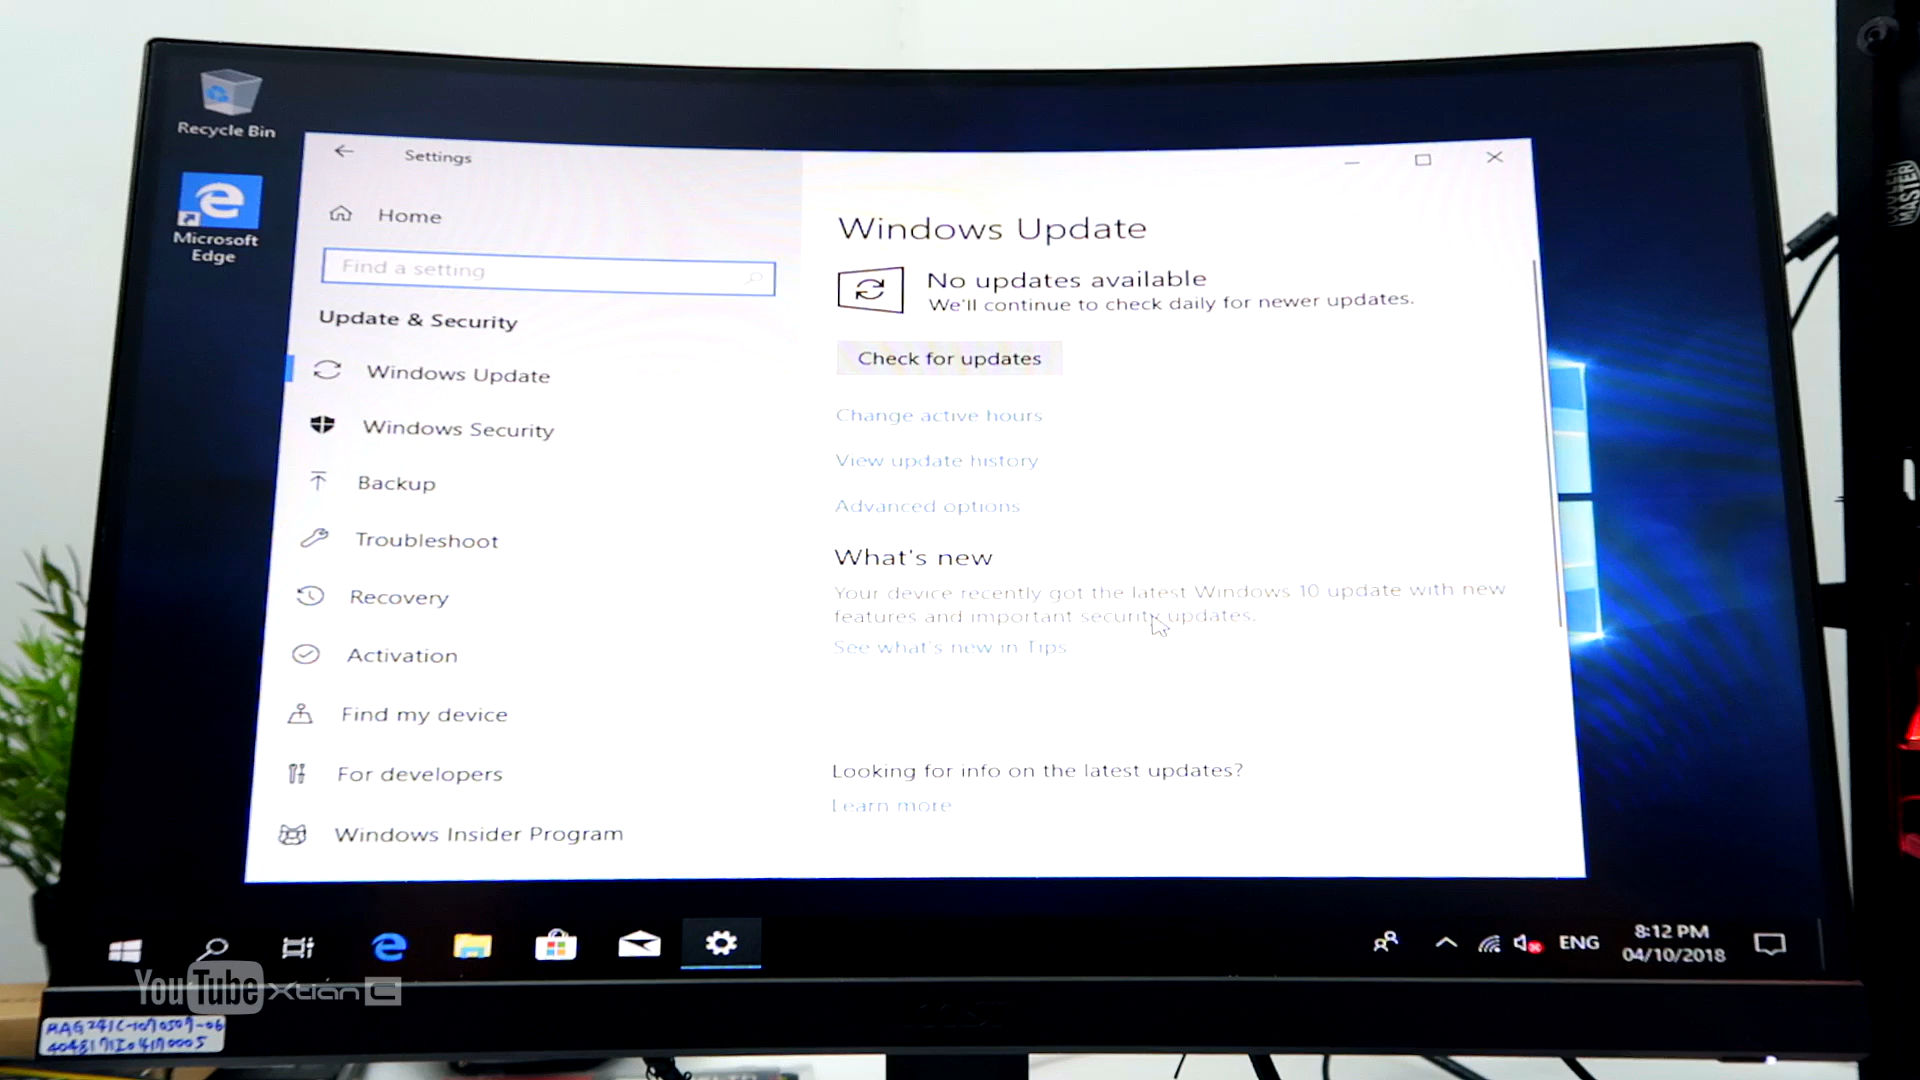 Recycle Bin
Microsoft
Edge
Settings
Home
Find a setting
Update & Security
Windows Update
Windows Security
Backup
Troubleshoot
Recovery
Activation
Find my device
For developers
Windows Insider Program
Windows Update
No updates available
We'll continue to check daily for newer updates.
Check for updates
Change active hours
View update history
Advanced options
What's new
Your device recently got the latest Windows 10 update with new
features and important security updates.
See what's new in Tips
Looking for info on the latest updates?
Learn more
ENG
8:12 PM
04/10/2018
YouTube Xtian C
COOLER
MASTER